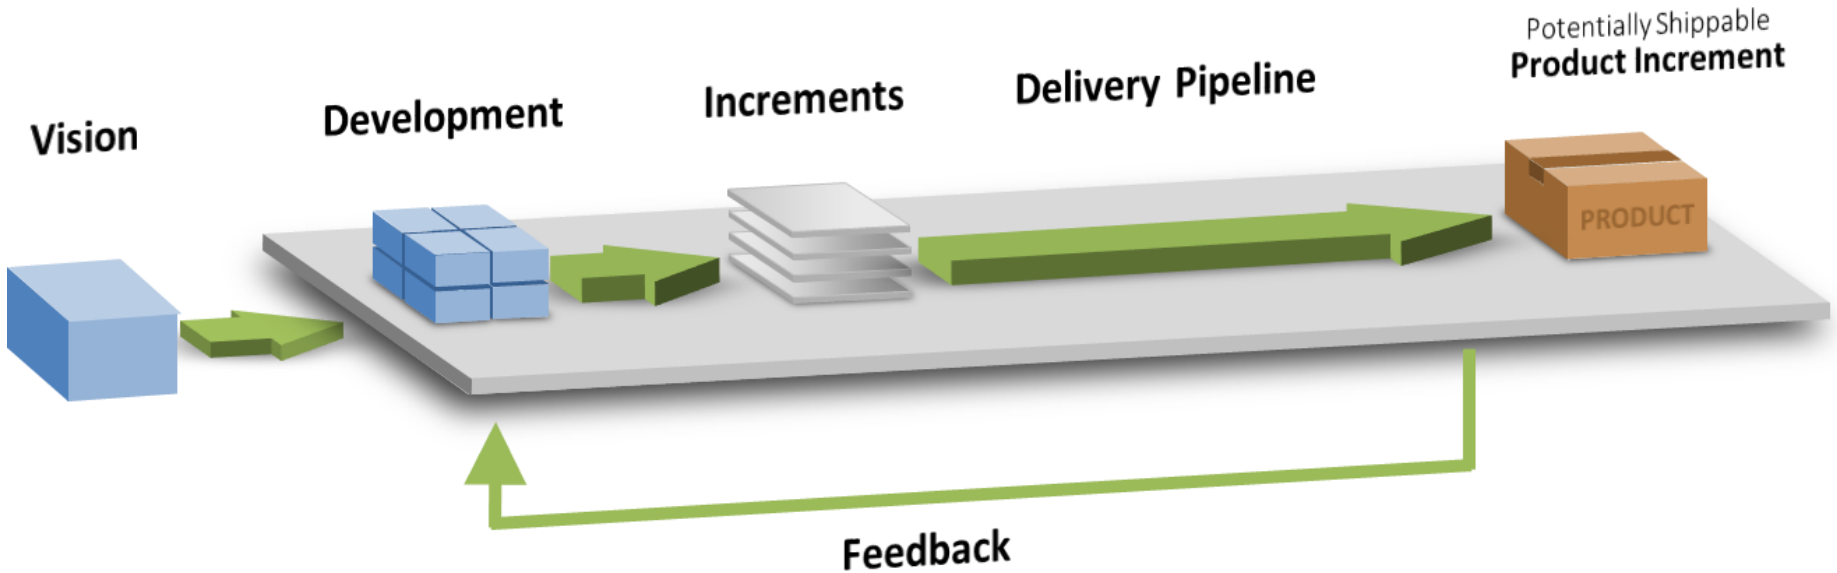 Vision
Development
Increments
Delivery Pipeline
Potentially Shippable
Product Increment
PRODUCT
Feedback